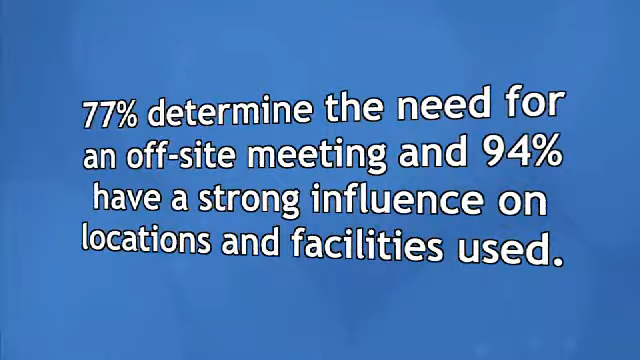 77% determine the need for
an off-site meeting and 94%
have a strong influence on
locations and facilities used.